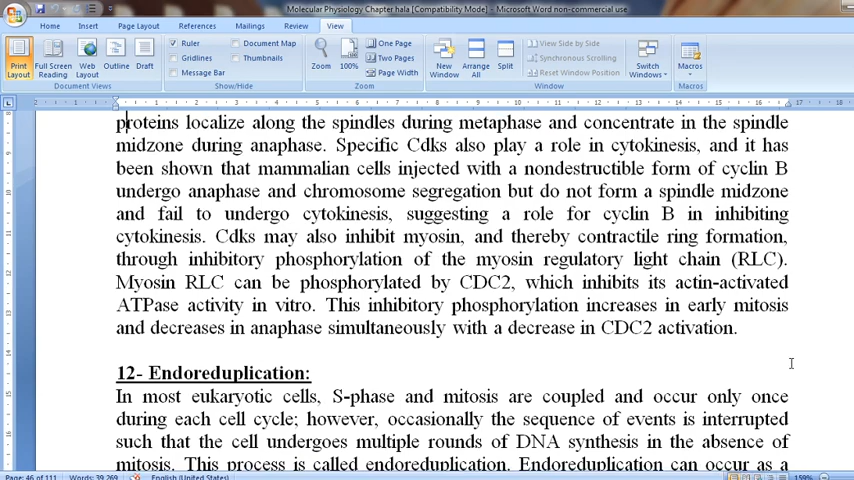 Molecular Physiology Chapter hala [Compatibility Mode] - Microsoft Word non-commercial use
Home Insert Page Layout References Mailings Review View
Print Layout Full Screen Reading Web Layout Outline Draft
Document Views
Ruler Document Map
Gridlines Thumbnails
Message Bar
Show/Hide
Zoom 100% One Page
Two Pages
Page Width
Zoom
New Window Arrange All Split
View Side by Side
Synchronous Scrolling
Reset Window Position
Window
Switch Windows
Macros
Macros
proteins localize along the spindles during metaphase and concentrate in the spindle
midzone during anaphase. Specific Cdks also play a role in cytokinesis, and it has
been shown that mammalian cells injected with a nondestructible form of cyclin B
undergo anaphase and chromosome segregation but do not form a spindle midzone
and fail to undergo cytokinesis, suggesting a role for cyclin B in inhibiting
cytokinesis. Cdks may also inhibit myosin, and thereby contractile ring formation,
through inhibitory phosphorylation of the myosin regulatory light chain (RLC).
Myosin RLC can be phosphorylated by CDC2, which inhibits its actin-activated
ATPase activity in vitro. This inhibitory phosphorylation increases in early mitosis
and decreases in anaphase simultaneously with a decrease in CDC2 activation.
12- Endoreduplication:
In most eukaryotic cells, S-phase and mitosis are coupled and occur only once
during each cell cycle; however, occasionally the sequence of events is interrupted
such that the cell undergoes multiple rounds of DNA synthesis in the absence of
mitosis. This process is called endoreduplication. Endoreduplication can occur as a
Page: 46 of 111 Words: 39,269 English (United States) 159%